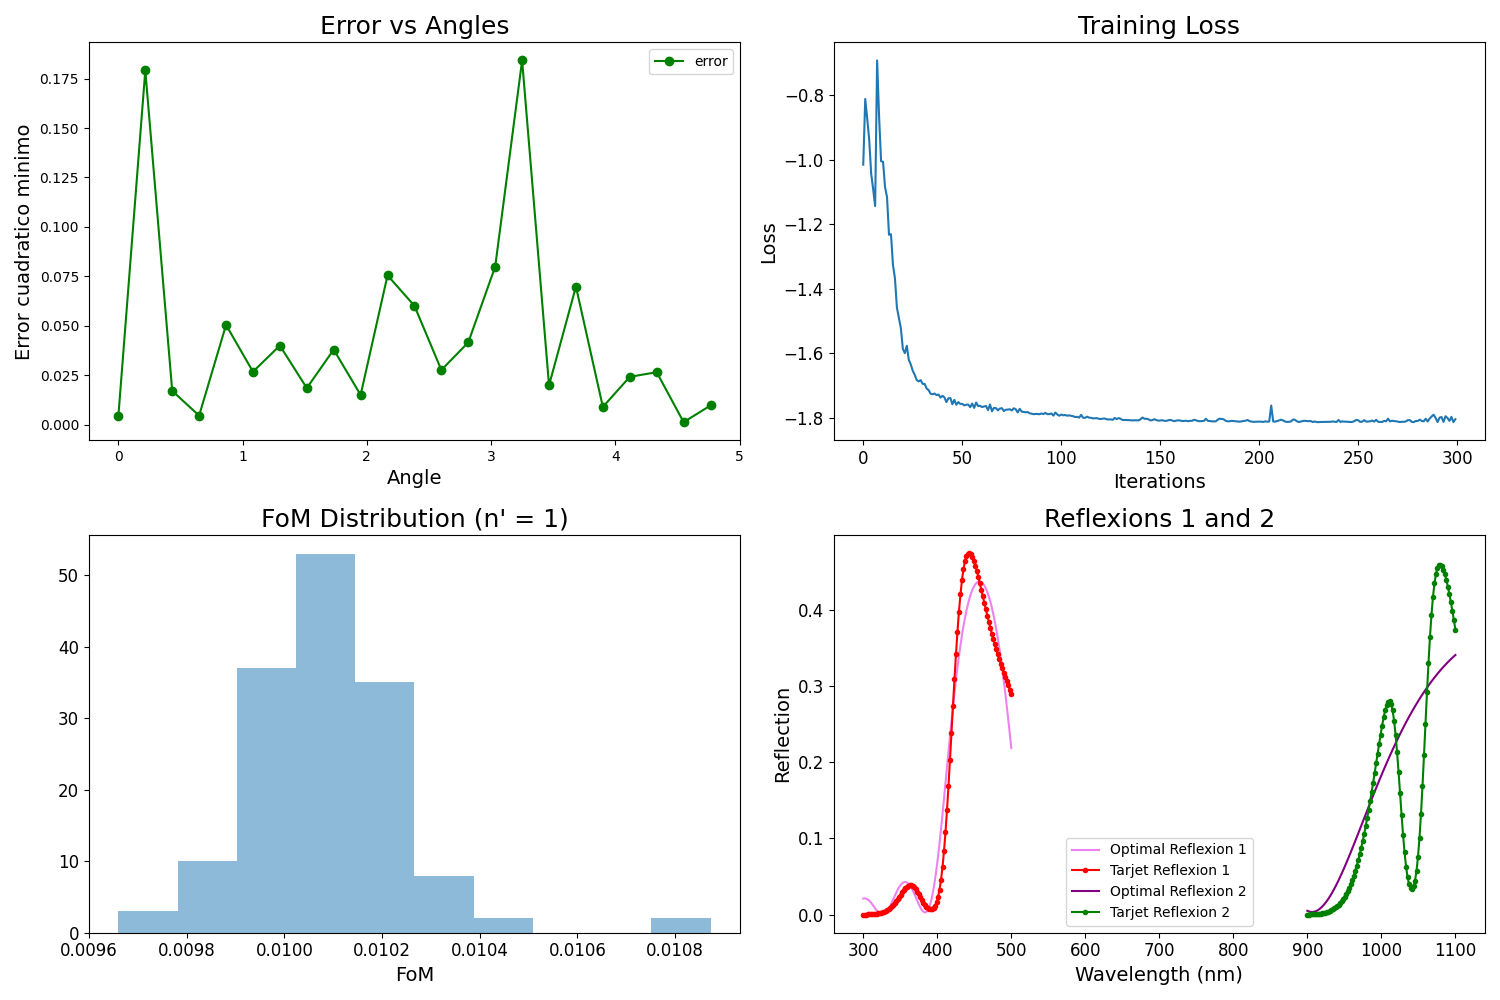 Error vs Angles
error
Error cuadratico minimo
0.175
0.150
0.125
0.100
0.075
0.050
0.025
0.000
0 1 2 3 4 5
Angle
Training Loss
Loss
−0.8
−1.0
−1.2
−1.4
−1.6
−1.8
0 50 100 150 200 250 300
Iterations
FoM Distribution (n' = 1)
50
40
30
20
10
0
0.0096 0.0098 0.0100 0.0102 0.0104 0.0106 0.0108
FoM
Reflexions 1 and 2
Reflection
0.4
0.3
0.2
0.1
0.0
Optimal Reflexion 1
Tarjet Reflexion 1
Optimal Reflexion 2
Tarjet Reflexion 2
300 400 500 600 700 800 900 1000 1100
Wavelength (nm)